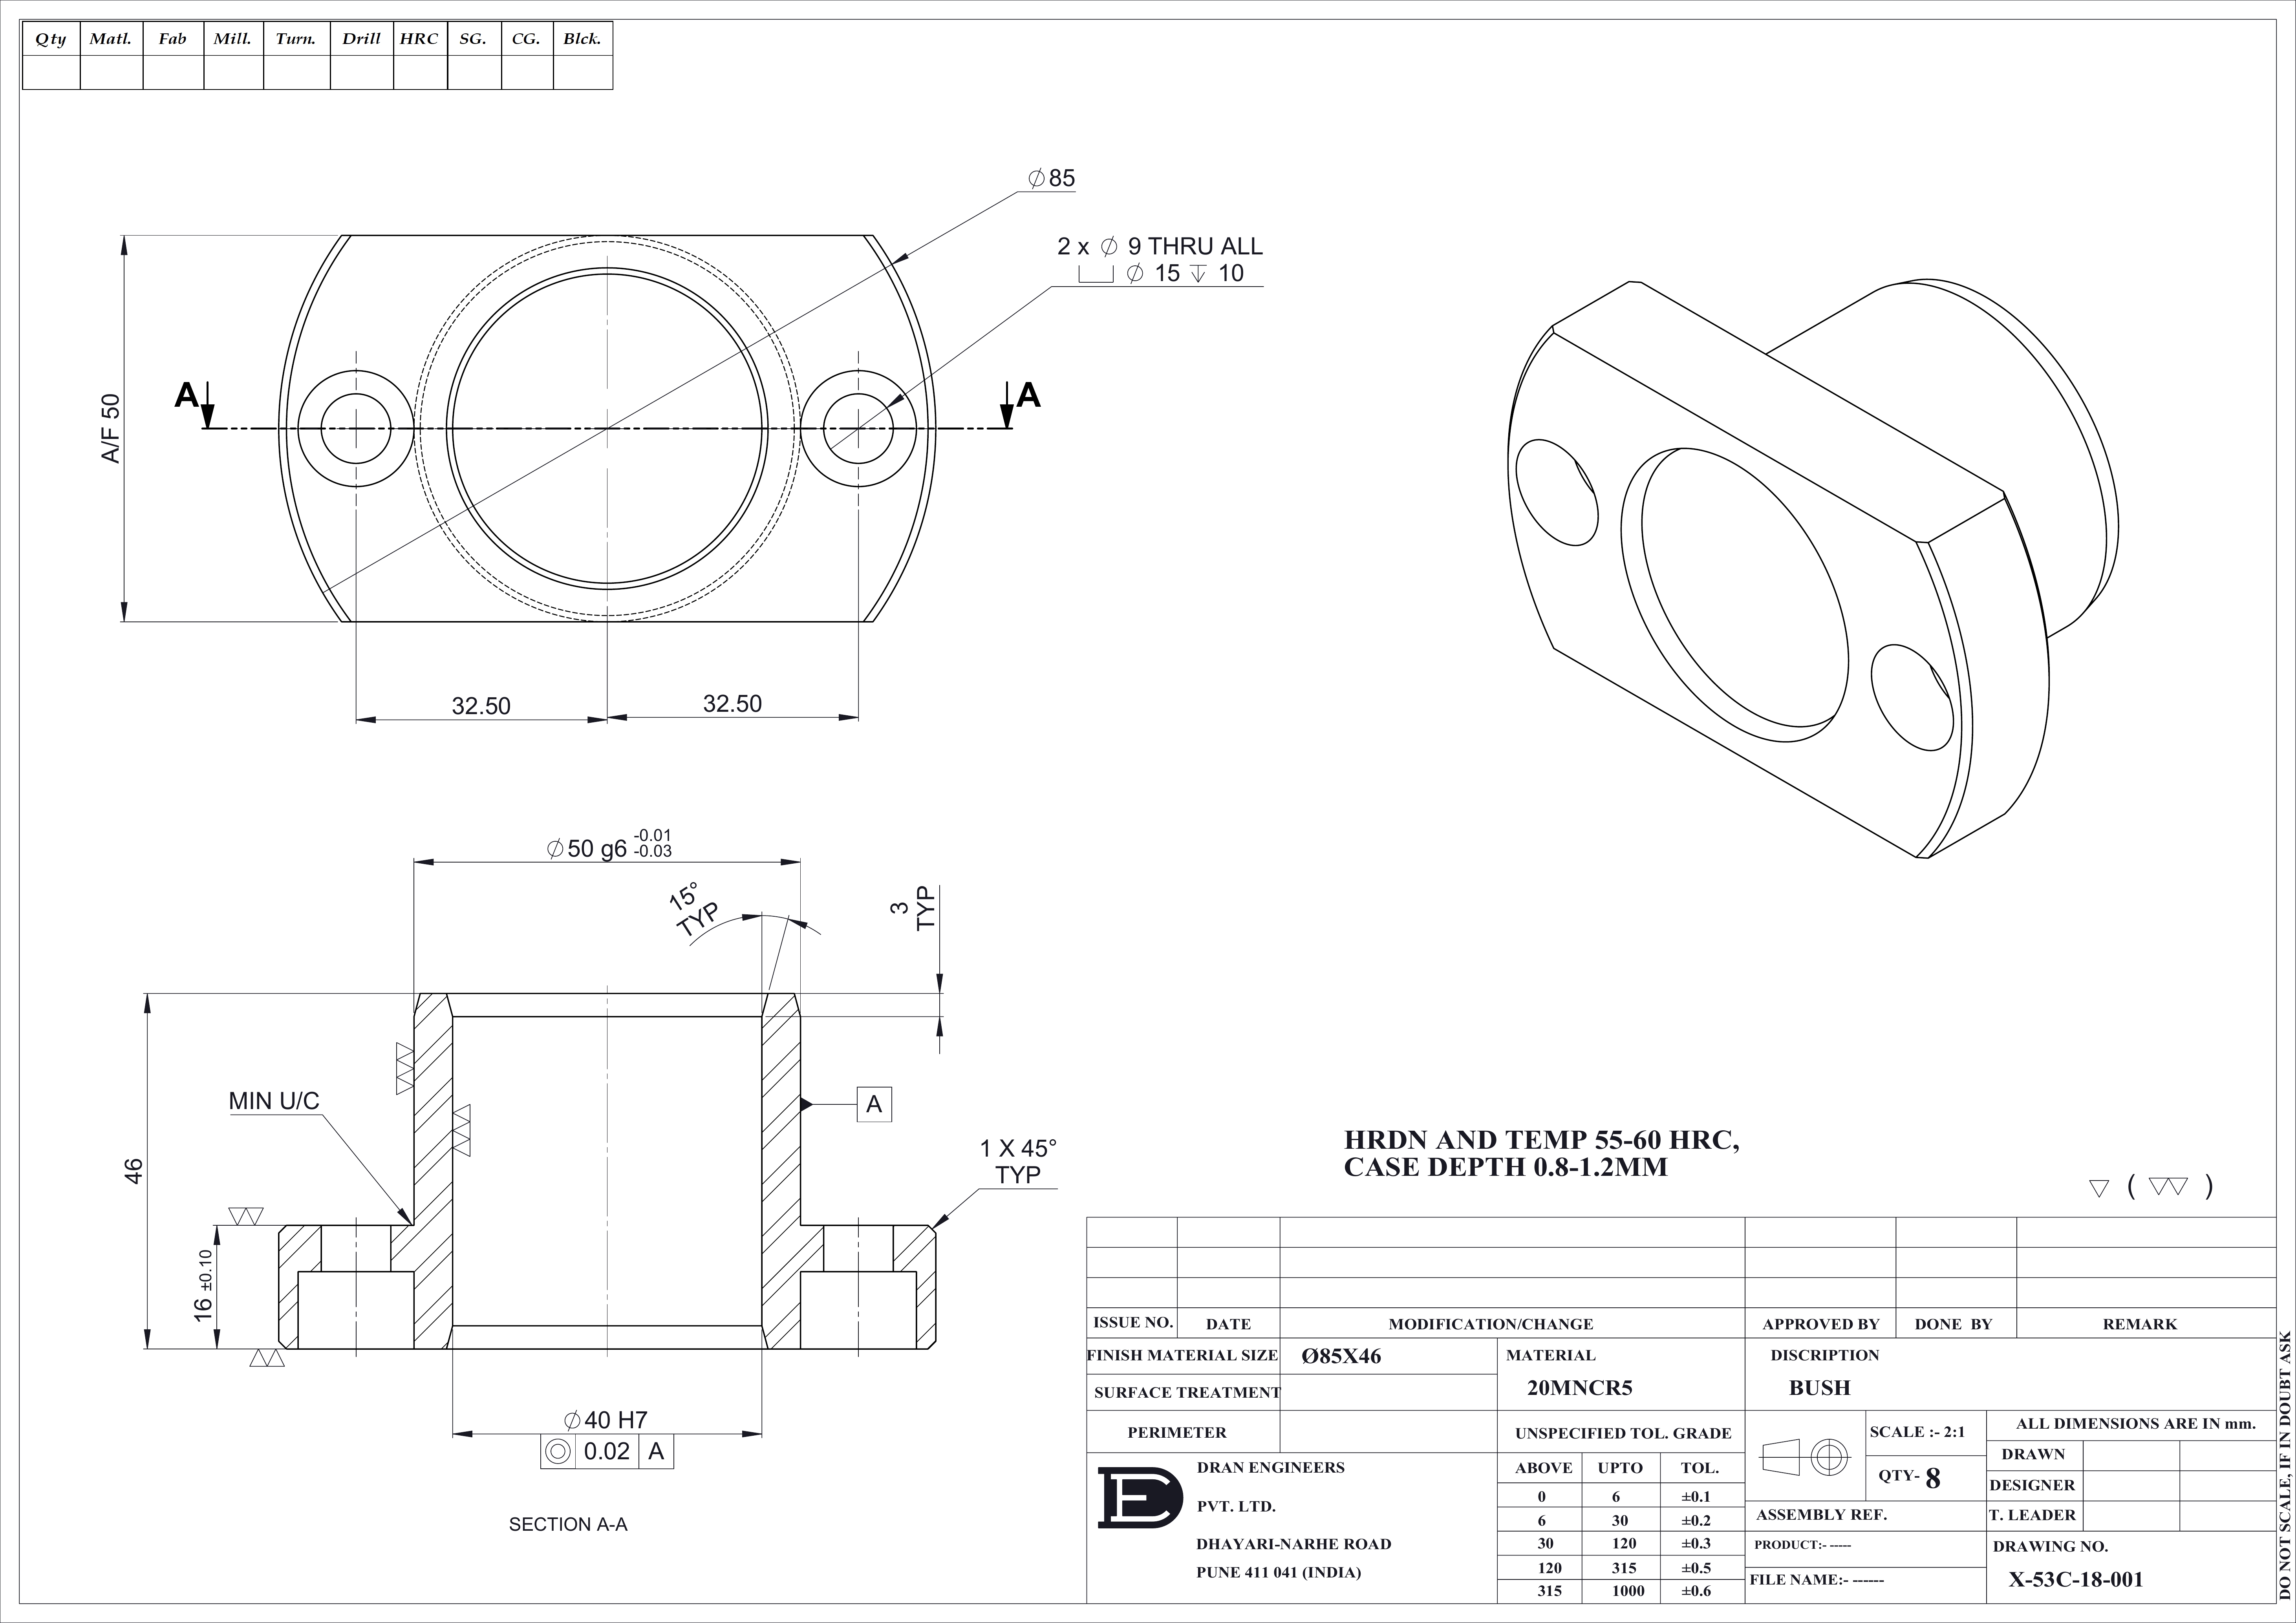 Qty Matl. Fab Mill. Turn. Drill HRC SG. CG. Blck.
⌀85
2 x ⌀ 9 THRU ALL
⌴ ⌀ 15 ↧ 10
A A
A/F 50
32.50 32.50
⌀50 g6 -0.01
-0.03
15°
TYP
3
TYP
MIN U/C
A
1 X 45°
TYP
46
16 ±0.10
⌀40 H7
◎ 0.02 A
SECTION A-A
HRDN AND TEMP 55-60 HRC,
CASE DEPTH 0.8-1.2MM
▽ ( ▽▽ )
ISSUE NO. DATE MODIFICATION/CHANGE APPROVED BY DONE BY REMARK
FINISH MATERIAL SIZE Ø85X46
SURFACE TREATMENT
PERIMETER
MATERIAL
20MNCR5
DISCRIPTION
BUSH
UNSPECIFIED TOL. GRADE
ABOVE UPTO TOL.
0 6 ±0.1
6 30 ±0.2
30 120 ±0.3
120 315 ±0.5
315 1000 ±0.6
DE
DRAN ENGINEERS
PVT. LTD.
DHAYARI-NARHE ROAD
PUNE 411 041 (INDIA)
SCALE :- 2:1
QTY- 8
ALL DIMENSIONS ARE IN mm.
DRAWN
DESIGNER
T. LEADER
ASSEMBLY REF.
PRODUCT:- -----
FILE NAME:- ------
DRAWING NO.
X-53C-18-001
DO NOT SCALE, IF IN DOUBT ASK